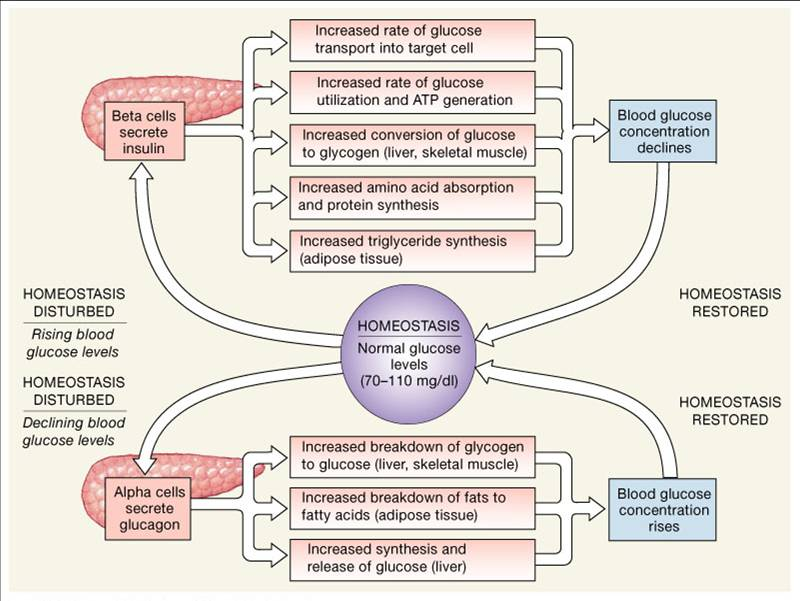 Increased rate of glucose
transport into target cell
Increased rate of glucose
utilization and ATP generation
Beta cells
secrete
insulin
Increased conversion of glucose
to glycogen (liver, skeletal muscle)
Blood glucose
concentration
declines
Increased amino acid absorption
and protein synthesis
Increased triglyceride synthesis
(adipose tissue)
HOMEOSTASIS
DISTURBED
Rising blood
glucose levels
HOMEOSTASIS
RESTORED
HOMEOSTASIS
Normal glucose
levels
(70–110 mg/dl)
HOMEOSTASIS
DISTURBED
Declining blood
glucose levels
HOMEOSTASIS
RESTORED
Increased breakdown of glycogen
to glucose (liver, skeletal muscle)
Alpha cells
secrete
glucagon
Increased breakdown of fats to
fatty acids (adipose tissue)
Blood glucose
concentration
rises
Increased synthesis and
release of glucose (liver)